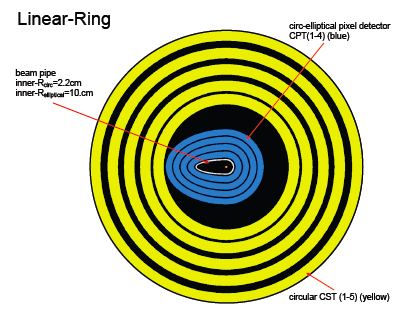 Linear-Ring
circ-elliptical pixel detector
CPT(1-4) (blue)
beam pipe
inner-Rcirc=2.2cm
inner-Relliptical=10.cm
circular CST (1-5) (yellow)